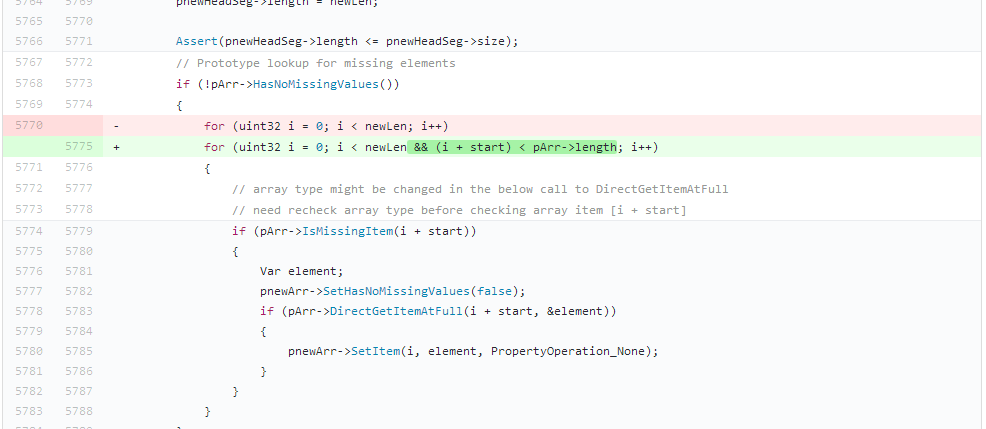 5764 5769 pnewHeadSeg->length = newLen;
5765 5770
5766 5771 Assert(pnewHeadSeg->length <= pnewHeadSeg->size);
5767 5772 // Prototype lookup for missing elements
5768 5773 if (!pArr->HasNoMissingValues())
5769 5774 {
5770 - for (uint32 i = 0; i < newLen; i++)
5775 + for (uint32 i = 0; i < newLen && (i + start) < pArr->length; i++)
5771 5776 {
5772 5777 // array type might be changed in the below call to DirectGetItemAtFull
5773 5778 // need recheck array type before checking array item [i + start]
5774 5779 if (pArr->IsMissingItem(i + start))
5775 5780 {
5776 5781 Var element;
5777 5782 pnewArr->SetHasNoMissingValues(false);
5778 5783 if (pArr->DirectGetItemAtFull(i + start, &element))
5779 5784 {
5780 5785 pnewArr->SetItem(i, element, PropertyOperation_None);
5781 5786 }
5782 5787 }
5783 5788 }